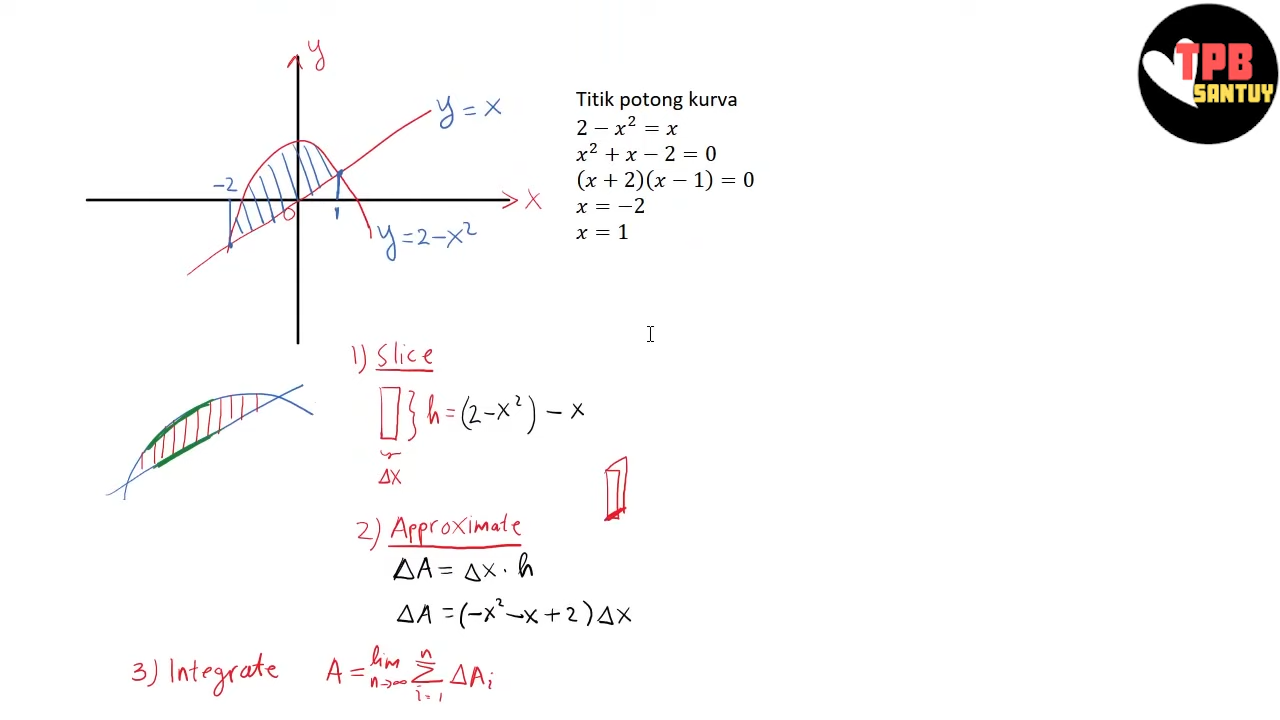 TPB
SANTUY
y
y = x
-2
0
1
x
y = 2 - x²
Titik potong kurva
2 − x² = x
x² + x − 2 = 0
(x + 2)(x − 1) = 0
x = −2
x = 1
1) Slice
} h = (2 - x²) - x
Δx
2) Approximate
ΔA = Δx · h
ΔA = (-x² - x + 2) Δx
3) Integrate A = lim n→∞ n Σ i=1 ΔAi